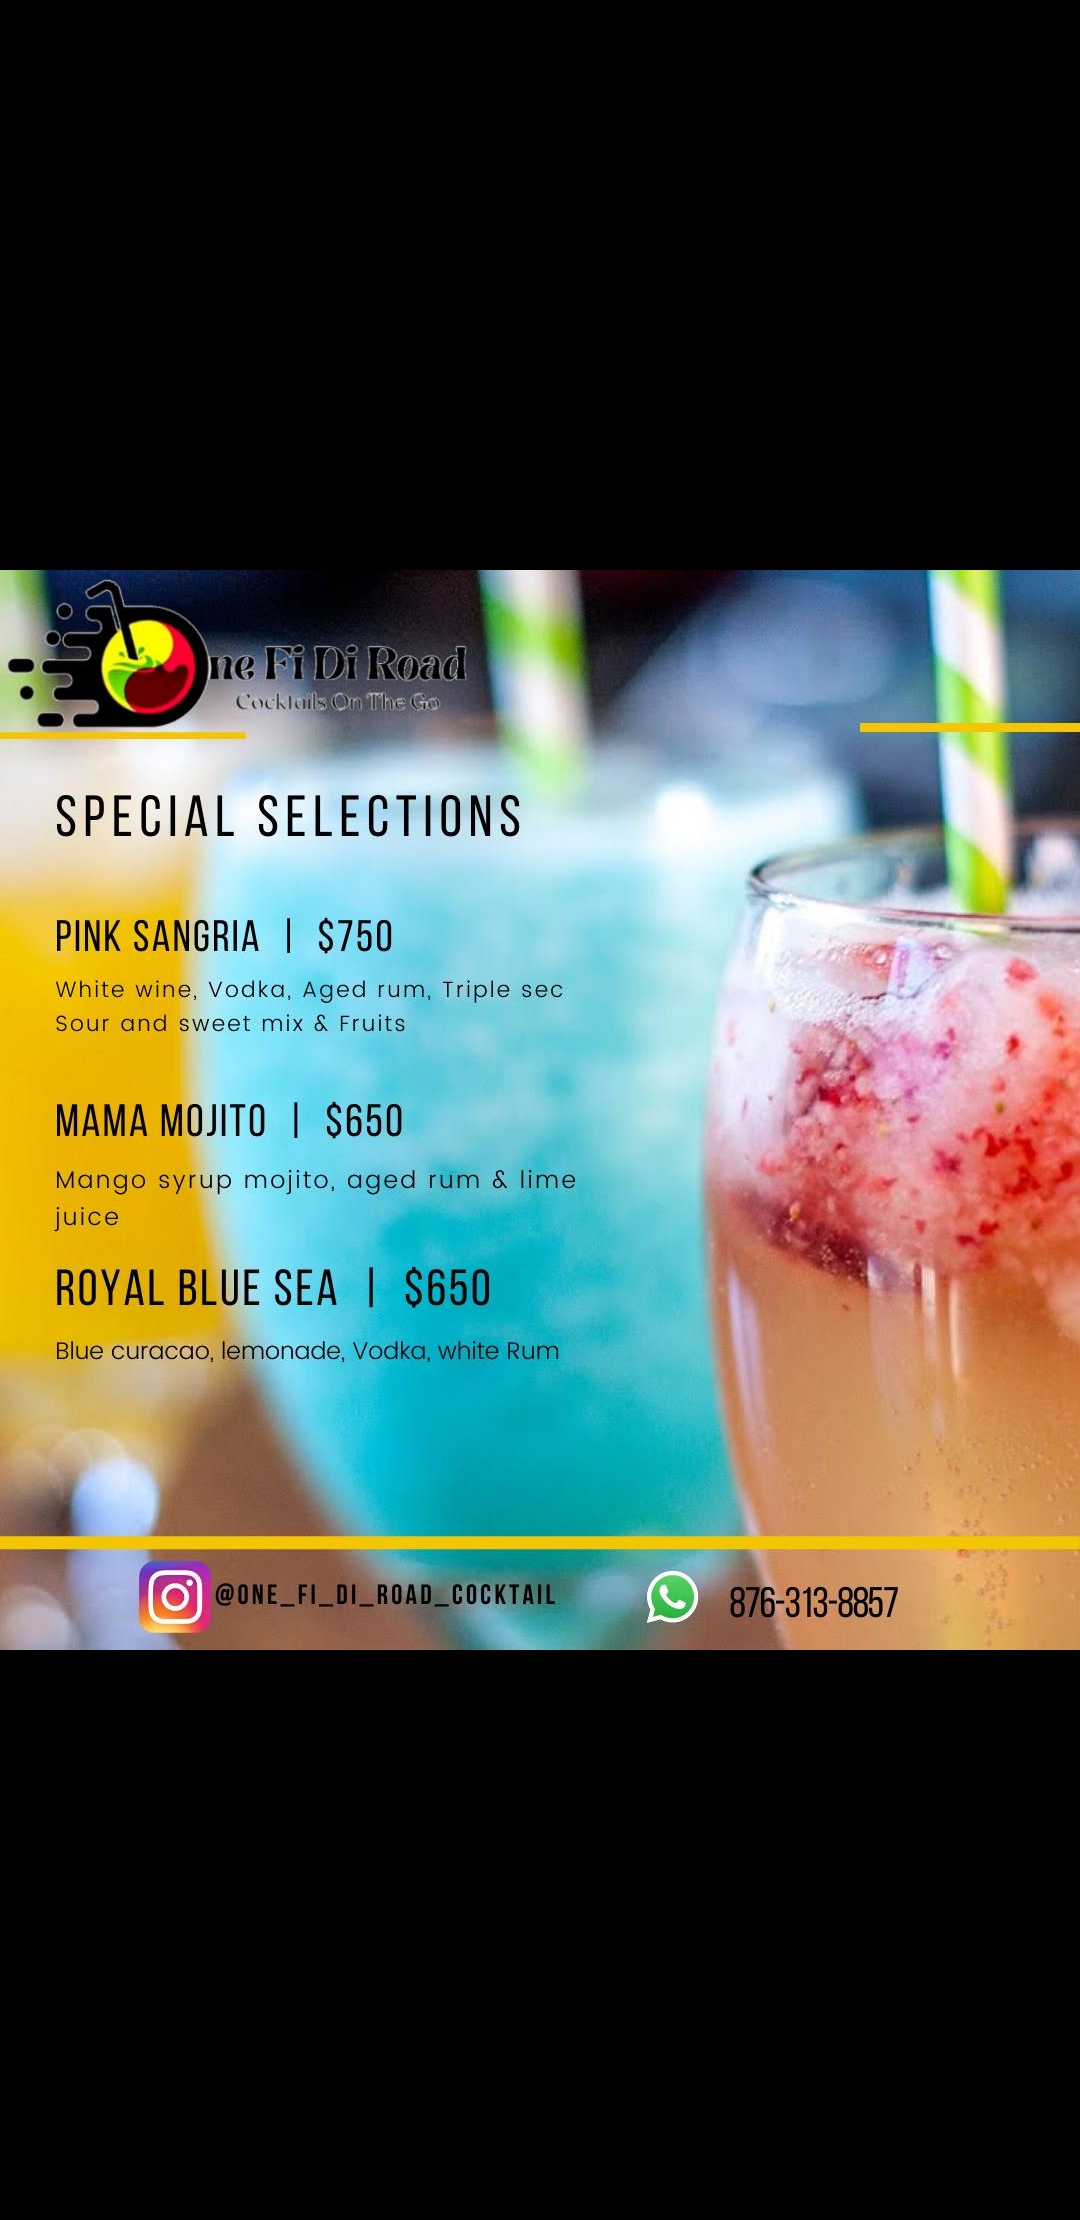 One Fi Di Road
Cocktails On The Go
SPECIAL SELECTIONS
PINK SANGRIA | $750
White wine, Vodka, Aged rum, Triple sec
Sour and sweet mix & Fruits
MAMA MOJITO | $650
Mango syrup mojito, aged rum & lime
juice
ROYAL BLUE SEA | $650
Blue curacao, lemonade, Vodka, white Rum
@ONE_FI_DI_ROAD_COCKTAIL
876-313-8857